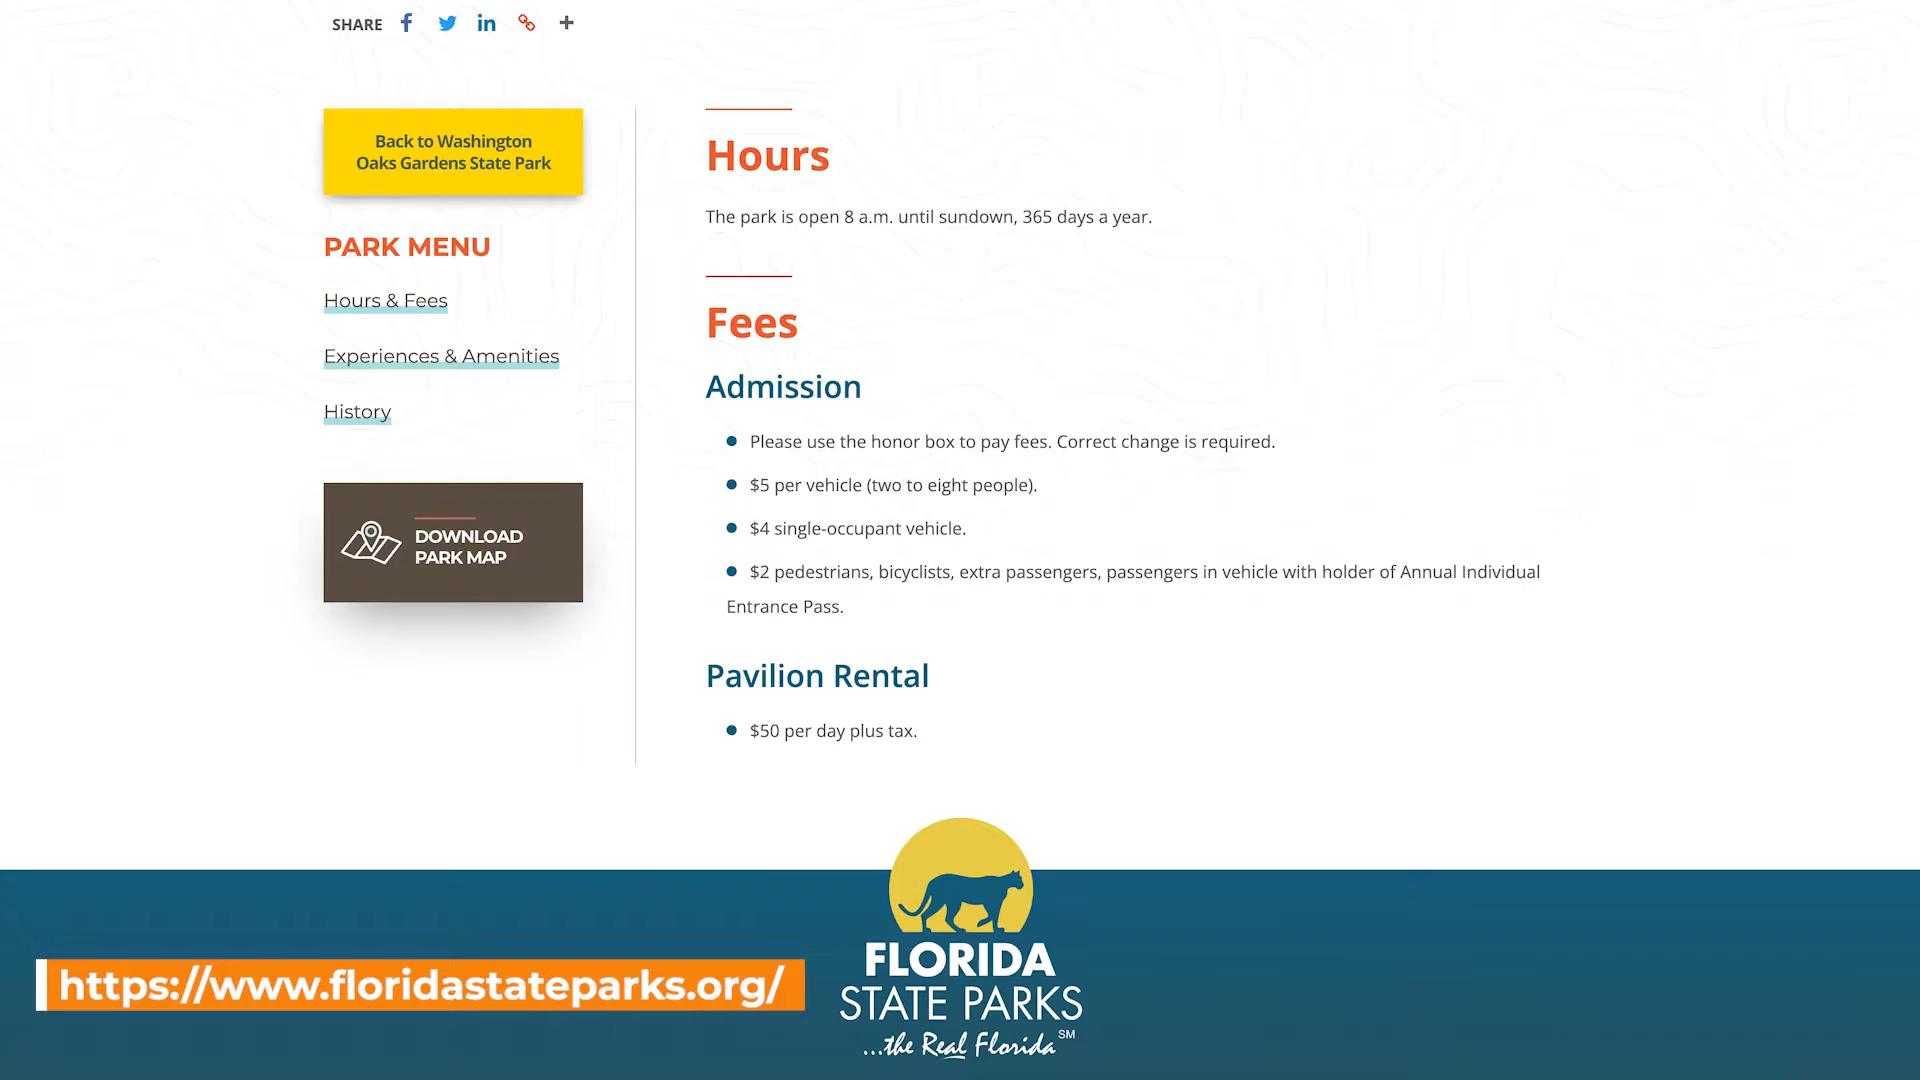 SHARE
Back to Washington
Oaks Gardens State Park
PARK MENU
Hours & Fees
Experiences & Amenities
History
DOWNLOAD
PARK MAP
Hours
The park is open 8 a.m. until sundown, 365 days a year.
Fees
Admission
Please use the honor box to pay fees. Correct change is required.
$5 per vehicle (two to eight people).
$4 single-occupant vehicle.
$2 pedestrians, bicyclists, extra passengers, passengers in vehicle with holder of Annual Individual
Entrance Pass.
Pavilion Rental
$50 per day plus tax.
https://www.floridastateparks.org/
FLORIDA
STATE PARKS
...the Real Florida SM